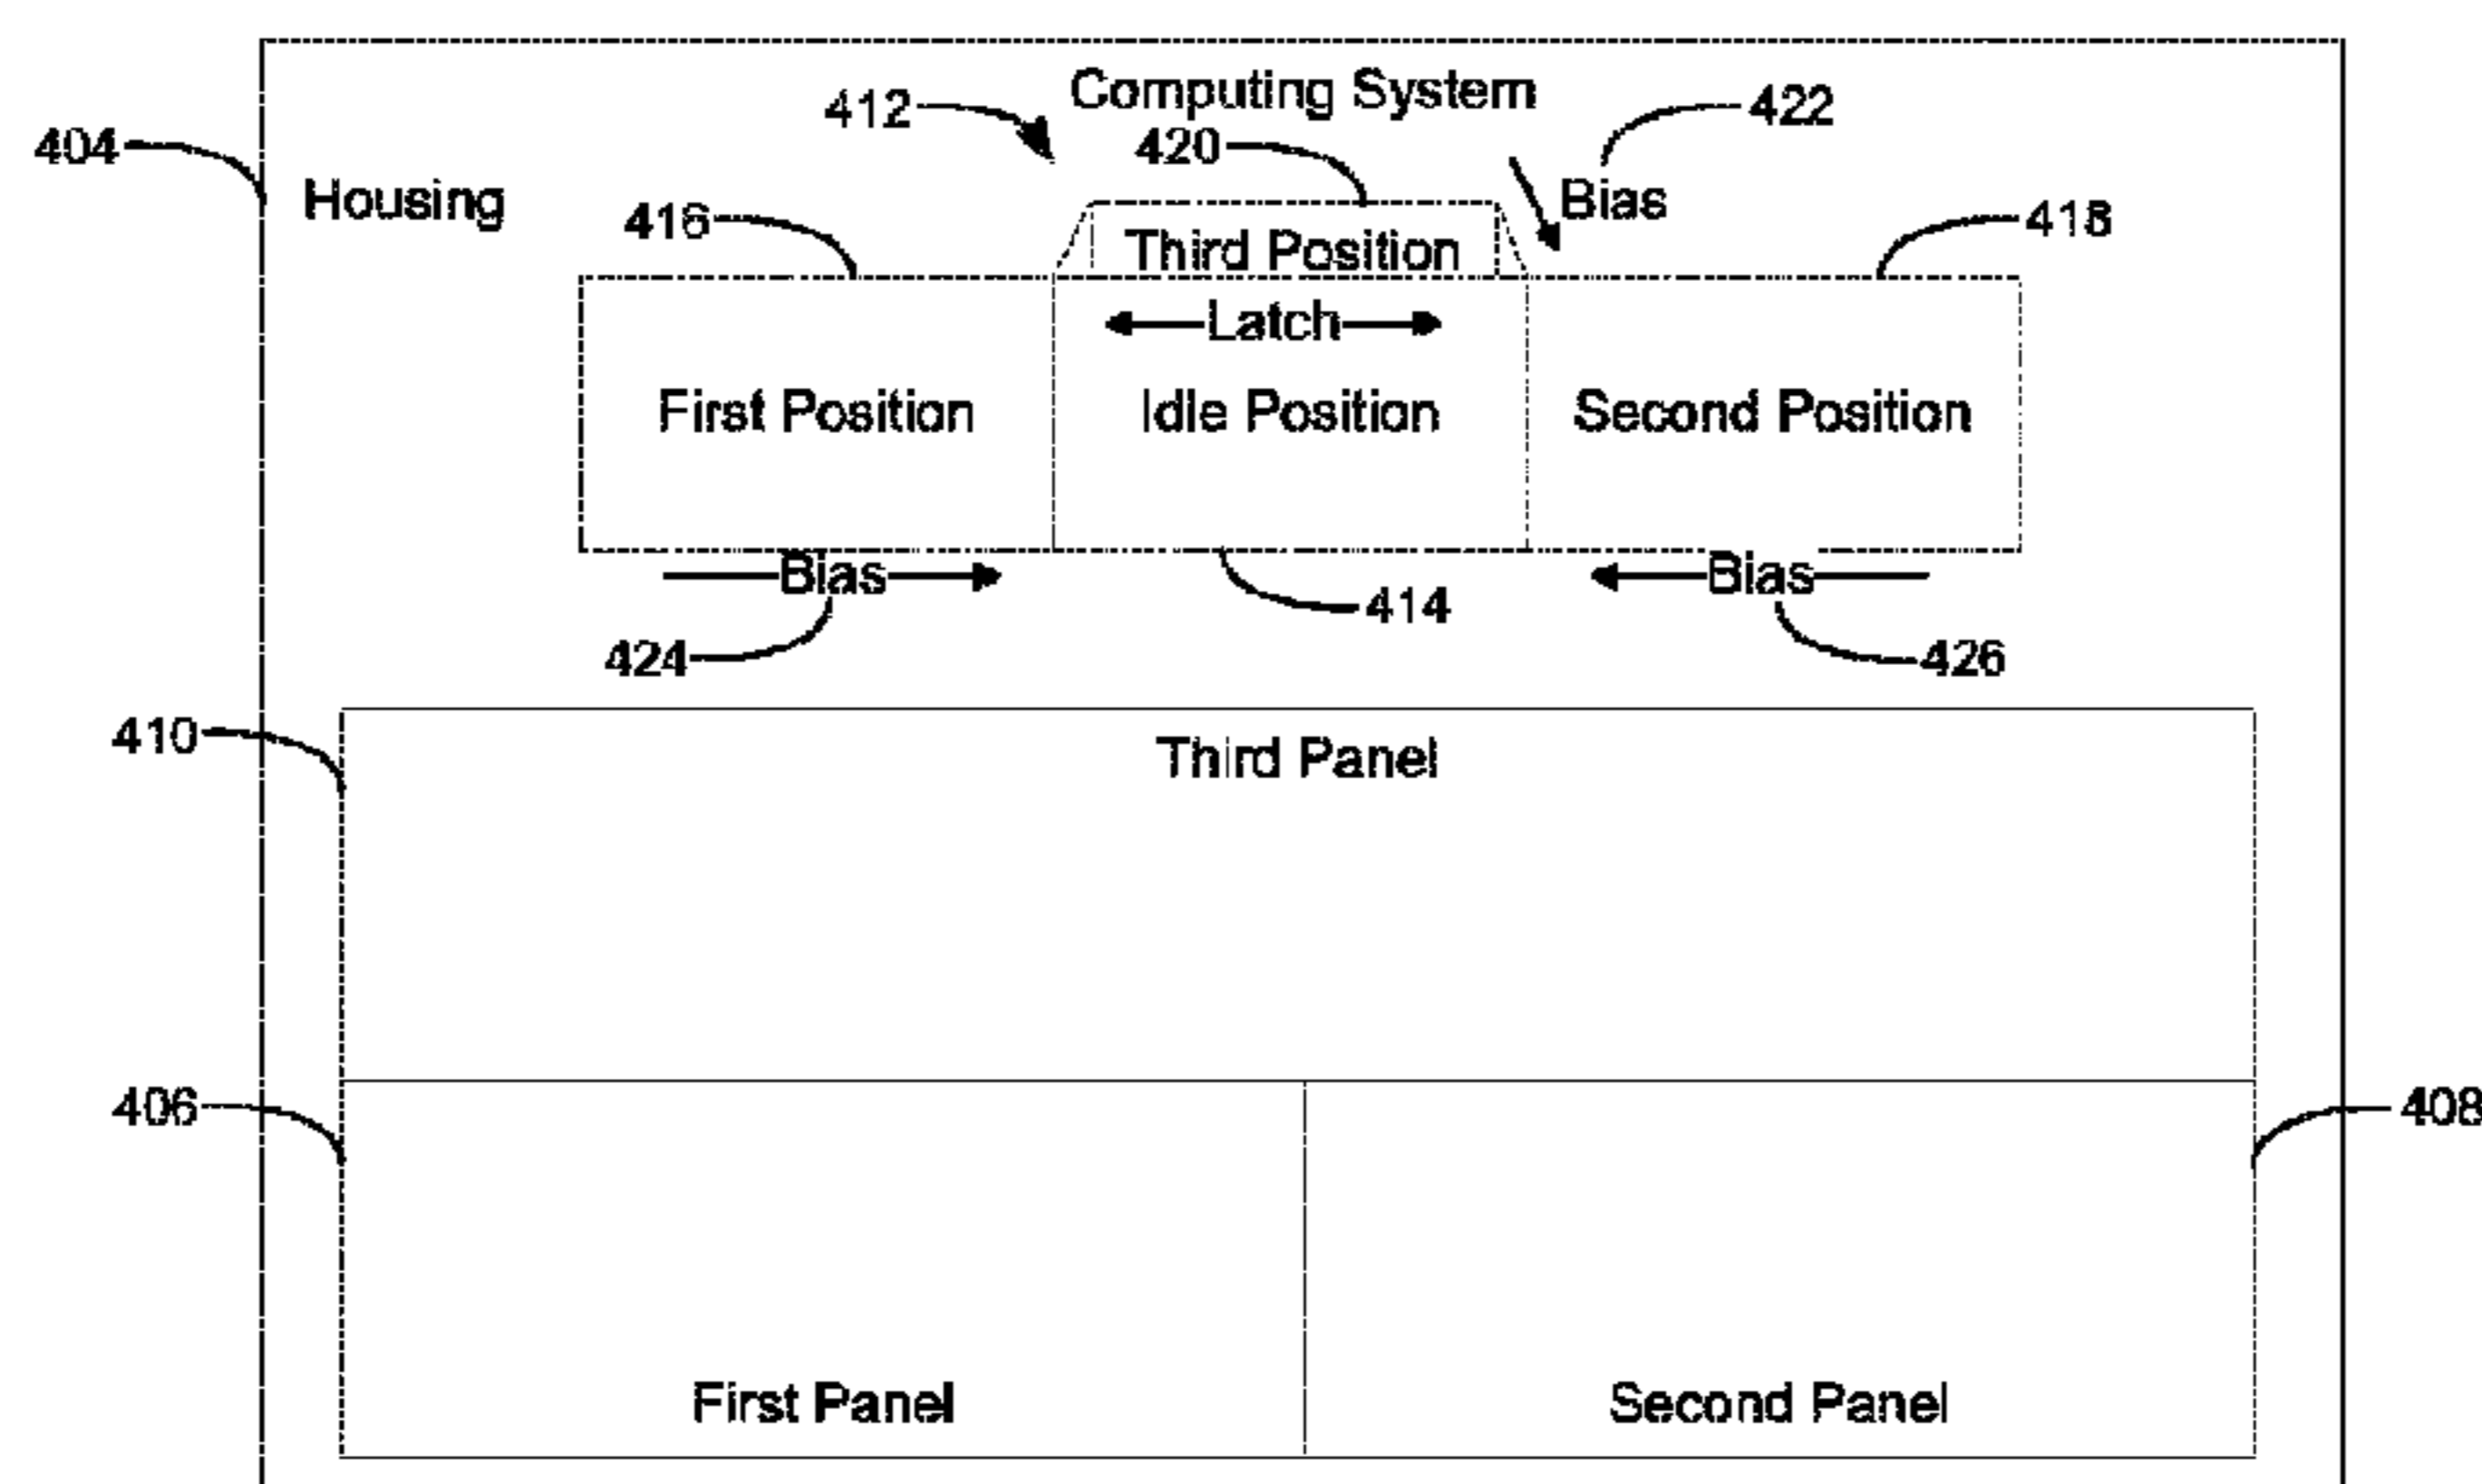 Computing System
412
422
404
420
Housing
Bias
416
418
Third Position
Latch
First Position
Idle Position
Second Position
Bias
Bias
414
424
426
410
Third Panel
406
408
First Panel
Second Panel